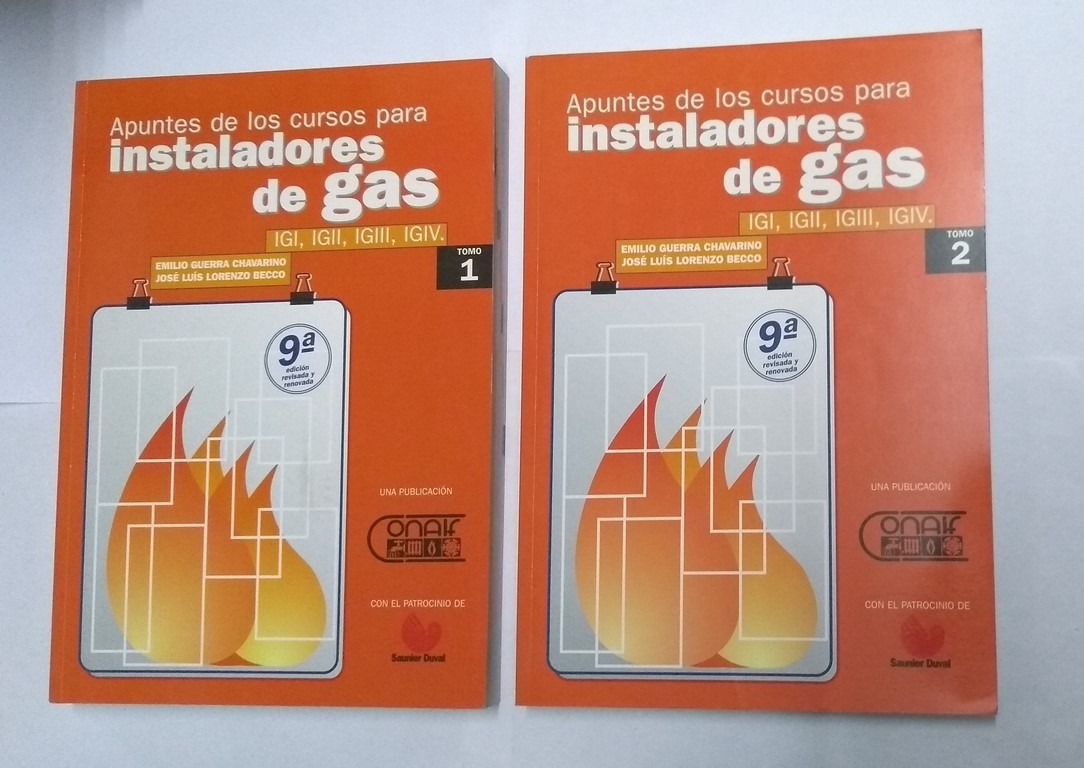 Apuntes de los cursos para
instaladores
de gas
IGI, IGII, IGIII, IGIV.
TOMO
1
EMILIO GUERRA CHAVARINO
JOSÉ LUÍS LORENZO BECCO
9ª
edición
revisada y
renovada
UNA PUBLICACIÓN
CONAIF
CON EL PATROCINIO DE
Saunier Duval
Apuntes de los cursos para
instaladores
de gas
IGI, IGII, IGIII, IGIV.
TOMO
2
EMILIO GUERRA CHAVARINO
JOSÉ LUÍS LORENZO BECCO
9ª
edición
revisada y
renovada
UNA PUBLICACIÓN
CONAIF
CON EL PATROCINIO DE
Saunier Duval